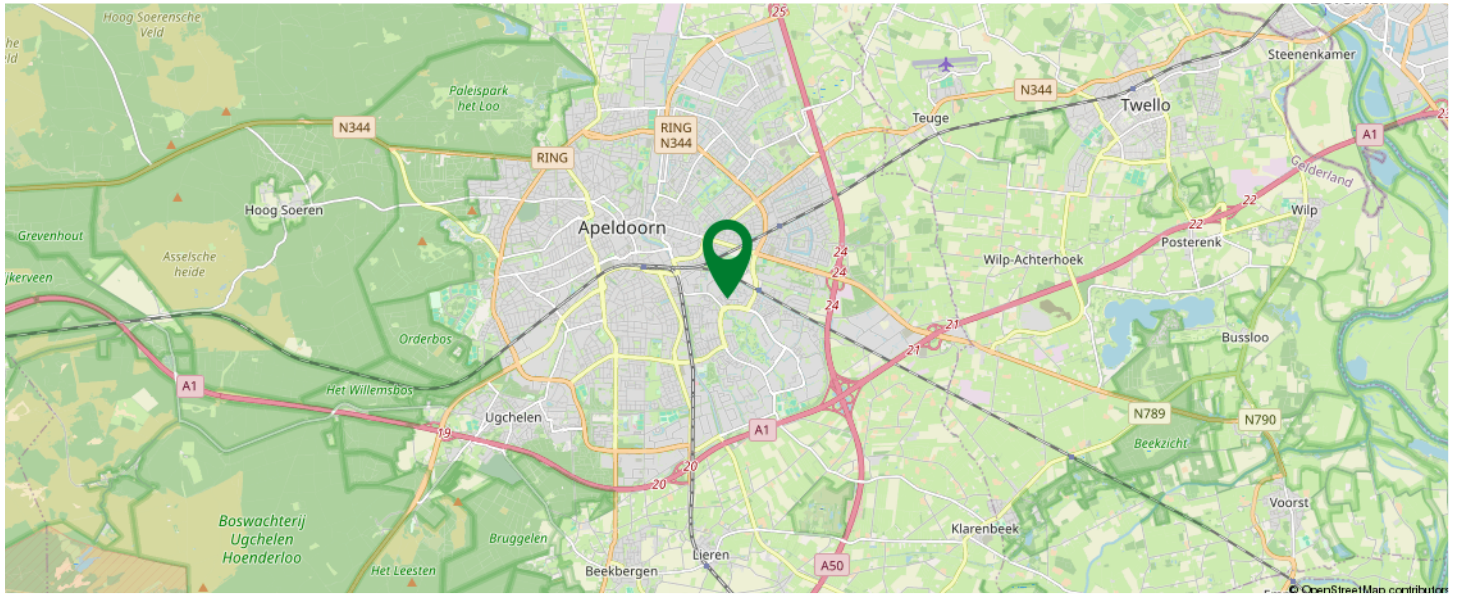 Hoog Soerensche
Veld
25
Steenenkamer
Paleispark
het Loo
N344
Twello
Teuge
N344
RING
N344
A1
RING
Gelderland
Hoog Soeren
22
Wilp
22
Apeldoorn
Posterenk
Grevenhout
Asselsche
heide
24
Wilp-Achterhoek
24
24
21
Orderbos
21
Bussloo
A1
Het Willemsbos
Ugchelen
N789
N790
19
A1
Beekzicht
20
20
Voorst
Boswachterij
Ugchelen
Hoenderloo
Klarenbeek
Bruggelen
Lieren
Het Leesten
Beekbergen
A50
© OpenStreetMap contributors